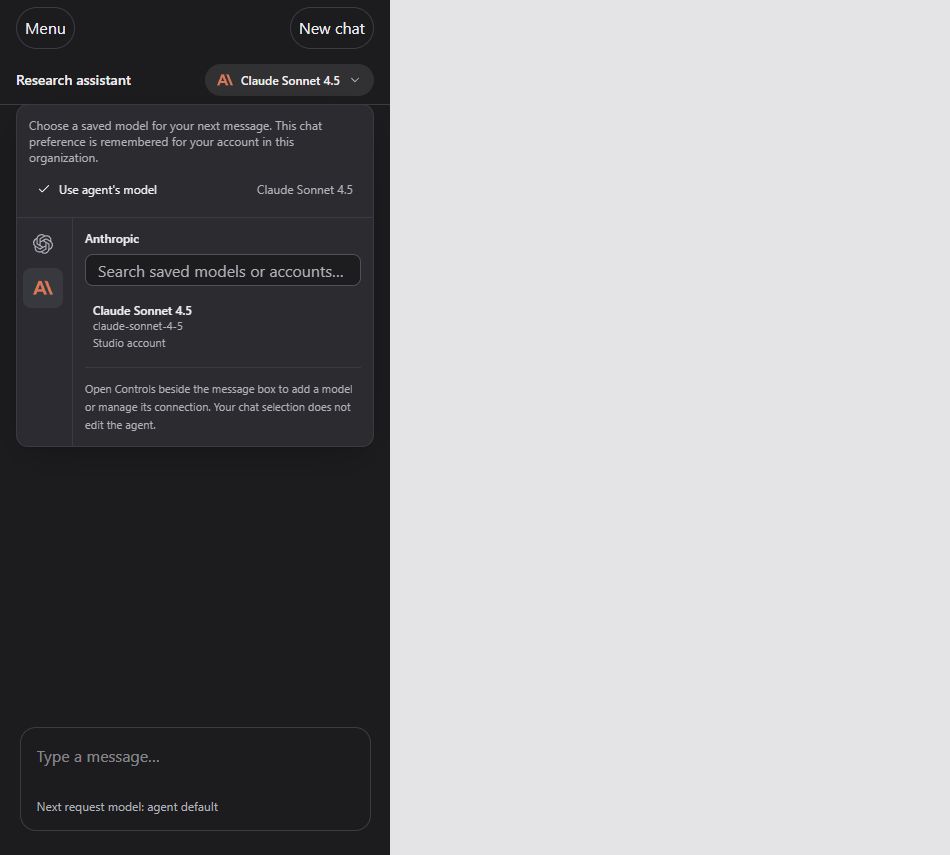 Menu
New chat
Research assistant
Claude Sonnet 4.5
Choose a saved model for your next message. This chat
preference is remembered for your account in this
organization.
Use agent's model
Claude Sonnet 4.5
Anthropic
Search saved models or accounts...
Claude Sonnet 4.5
claude-sonnet-4-5
Studio account
Open Controls beside the message box to add a model
or manage its connection. Your chat selection does not
edit the agent.
Type a message...
Next request model: agent default